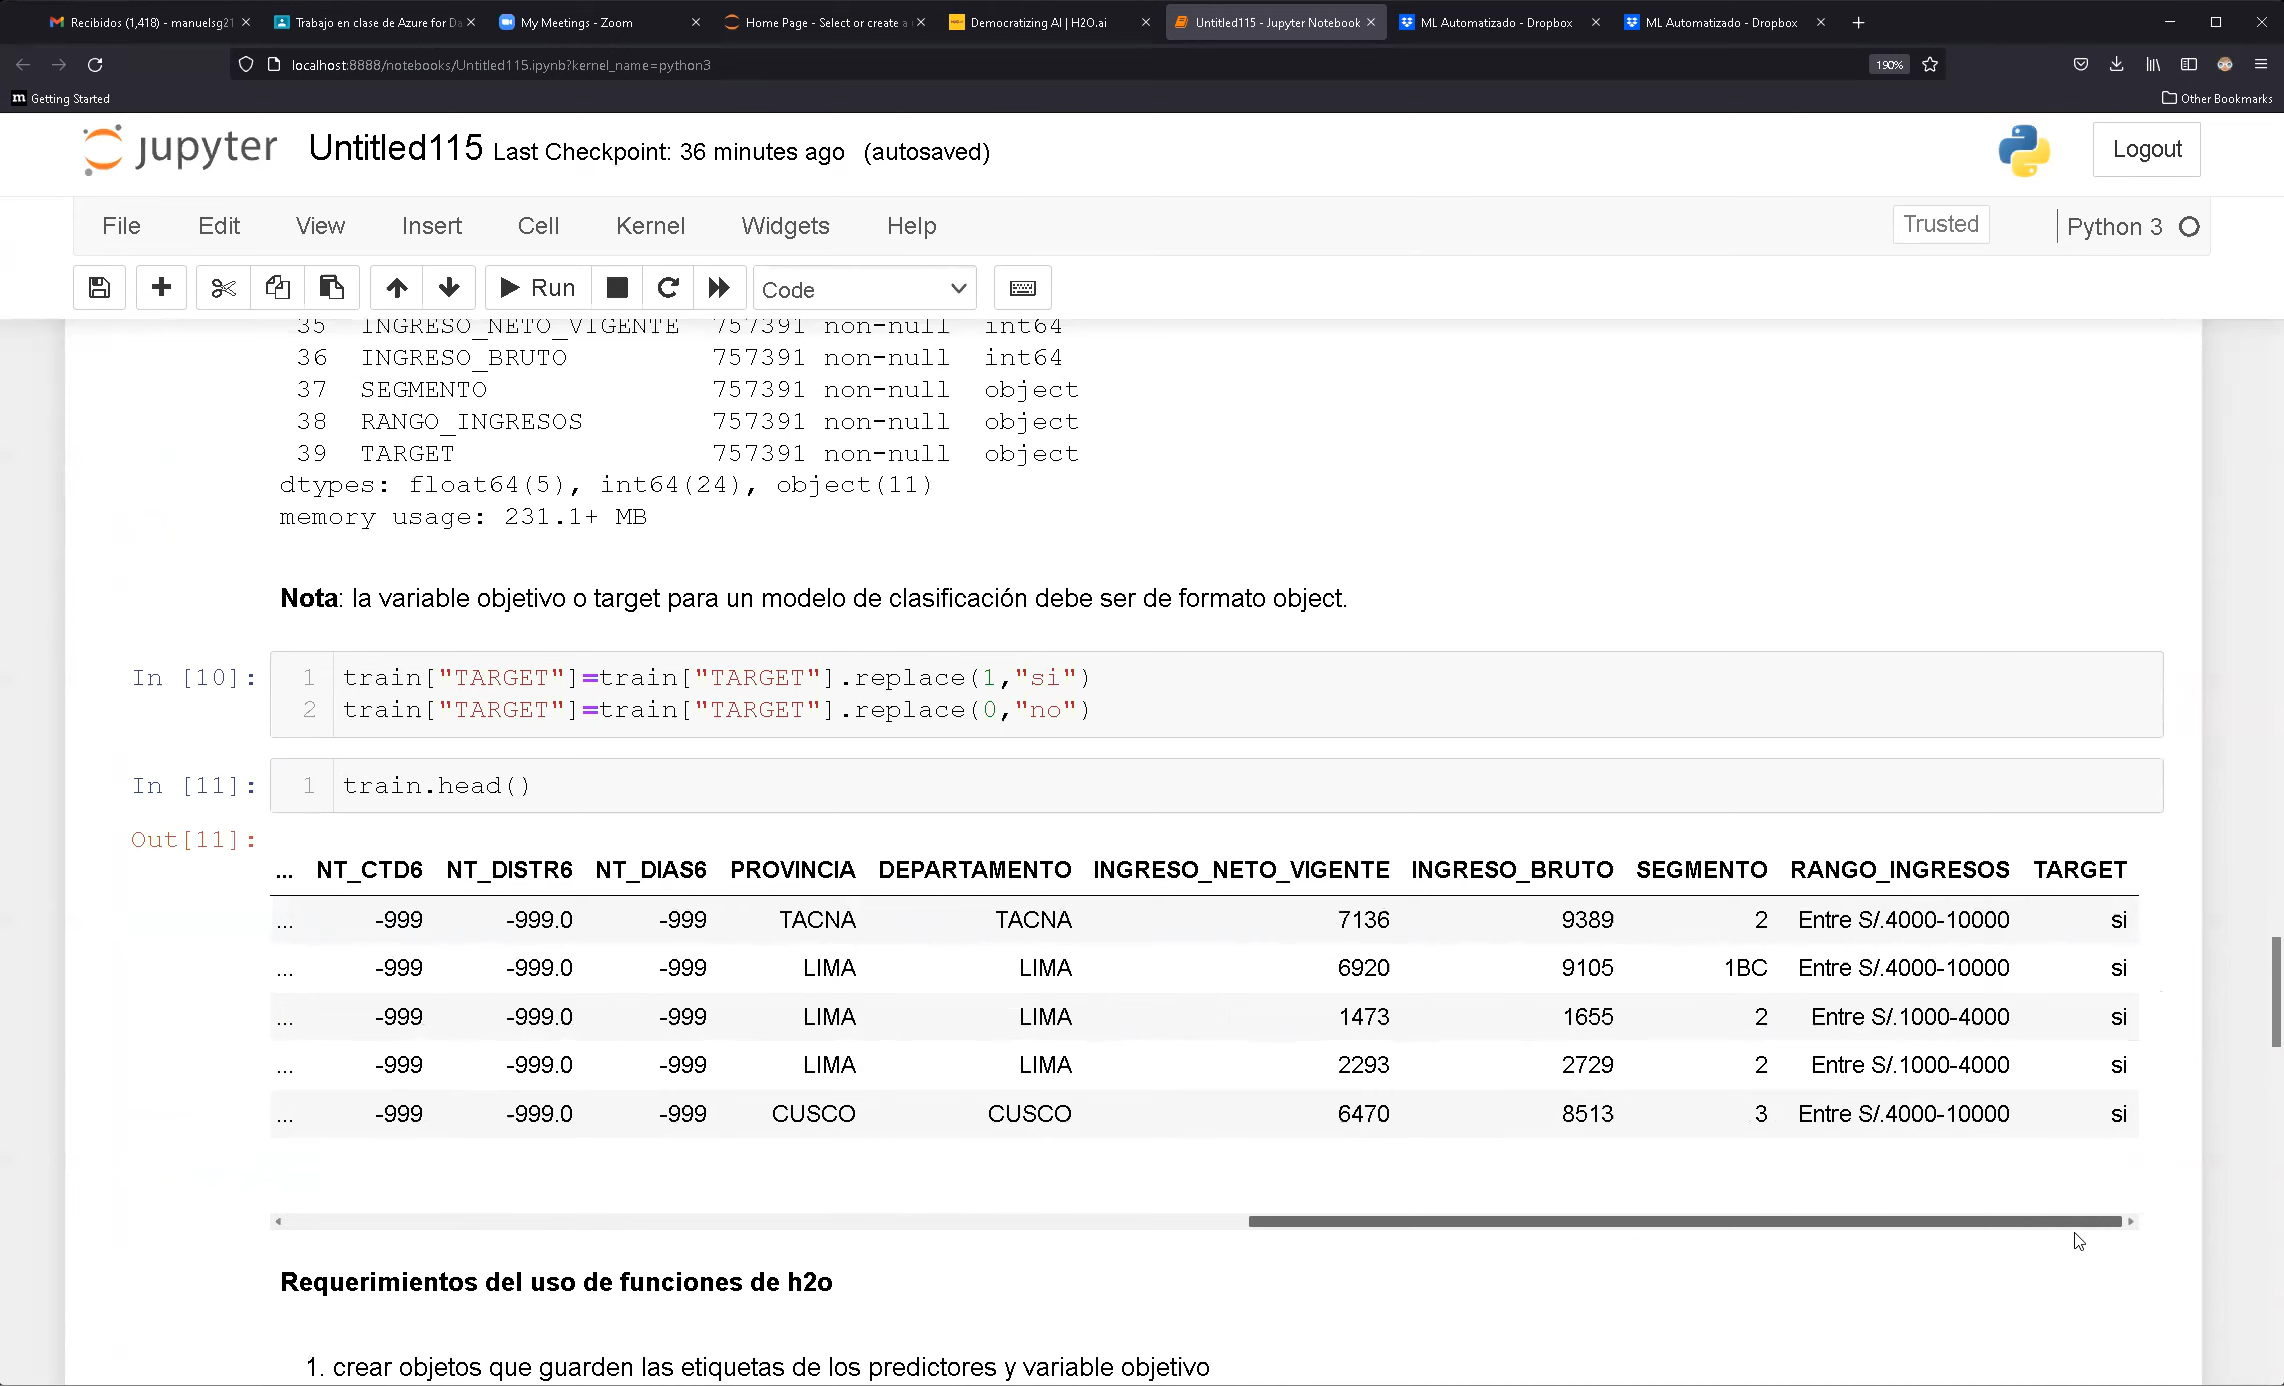 Recibidos (1,418) - manuelsg21
Trabajo en clase de Azure for Da
My Meetings - Zoom
Home Page - Select or create a
Democratizing AI | H2O.ai
Untitled115 - Jupyter Notebook
ML Automatizado - Dropbox
ML Automatizado - Dropbox
localhost:8888/notebooks/Untitled115.ipynb?kernel_name=python3
190%
Getting Started
Other Bookmarks
jupyter Untitled115 Last Checkpoint: 36 minutes ago (autosaved)
Logout
File Edit View Insert Cell Kernel Widgets Help
Trusted
Python 3
Run
Code
35 INGRESO_NETO_VIGENTE 757391 non-null int64
36 INGRESO_BRUTO 757391 non-null int64
37 SEGMENTO 757391 non-null object
38 RANGO_INGRESOS 757391 non-null object
39 TARGET 757391 non-null object
dtypes: float64(5), int64(24), object(11)
memory usage: 231.1+ MB
Nota: la variable objetivo o target para un modelo de clasificación debe ser de formato object.
In [10]:
1 train["TARGET"]=train["TARGET"].replace(1,"si")
2 train["TARGET"]=train["TARGET"].replace(0,"no")
In [11]:
1 train.head()
Out[11]:
... NT_CTD6 NT_DISTR6 NT_DIAS6 PROVINCIA DEPARTAMENTO INGRESO_NETO_VIGENTE INGRESO_BRUTO SEGMENTO RANGO_INGRESOS TARGET
... -999 -999.0 -999 TACNA TACNA 7136 9389 2 Entre S/.4000-10000 si
... -999 -999.0 -999 LIMA LIMA 6920 9105 1BC Entre S/.4000-10000 si
... -999 -999.0 -999 LIMA LIMA 1473 1655 2 Entre S/.1000-4000 si
... -999 -999.0 -999 LIMA LIMA 2293 2729 2 Entre S/.1000-4000 si
... -999 -999.0 -999 CUSCO CUSCO 6470 8513 3 Entre S/.4000-10000 si
Requerimientos del uso de funciones de h2o
1. crear objetos que guarden las etiquetas de los predictores y variable objetivo